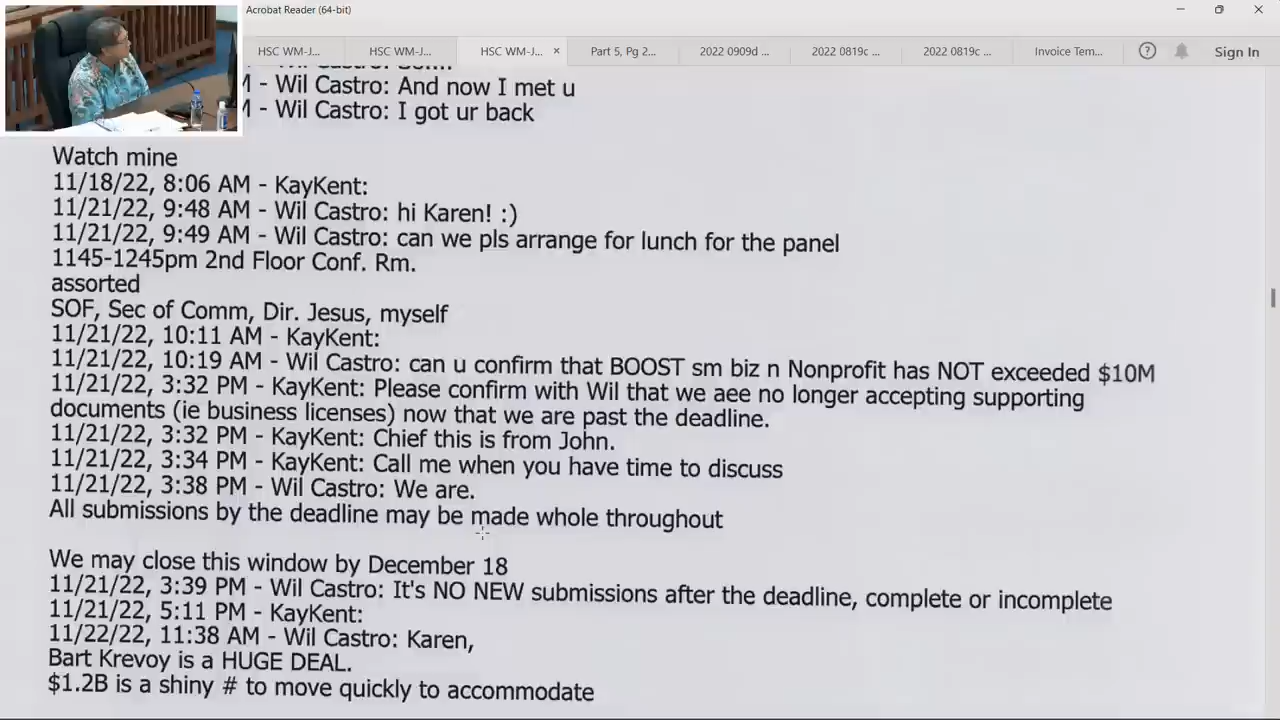 Acrobat Reader (64-bit)
HSC WM-J...
HSC WM-J...
HSC WM-J... ×
Part 5, Pg 2...
2022 0909d ...
2022 0819c ...
2022 0819c ...
Invoice Tem...
Sign In
Wil Castro:
M - Wil Castro: And now I met u
M - Wil Castro: I got ur back
Watch mine
11/18/22, 8:06 AM - KayKent:
11/21/22, 9:48 AM - Wil Castro: hi Karen! :)
11/21/22, 9:49 AM - Wil Castro: can we pls arrange for lunch for the panel
1145-1245pm 2nd Floor Conf. Rm.
assorted
SOF, Sec of Comm, Dir. Jesus, myself
11/21/22, 10:11 AM - KayKent:
11/21/22, 10:19 AM - Wil Castro: can u confirm that BOOST sm biz n Nonprofit has NOT exceeded $10M
11/21/22, 3:32 PM - KayKent: Please confirm with Wil that we aee no longer accepting supporting
documents (ie business licenses) now that we are past the deadline.
11/21/22, 3:32 PM - KayKent: Chief this is from John.
11/21/22, 3:34 PM - KayKent: Call me when you have time to discuss
11/21/22, 3:38 PM - Wil Castro: We are.
All submissions by the deadline may be made whole throughout
We may close this window by December 18
11/21/22, 3:39 PM - Wil Castro: It's NO NEW submissions after the deadline, complete or incomplete
11/21/22, 5:11 PM - KayKent:
11/22/22, 11:38 AM - Wil Castro: Karen,
Bart Krevoy is a HUGE DEAL.
$1.2B is a shiny # to move quickly to accommodate